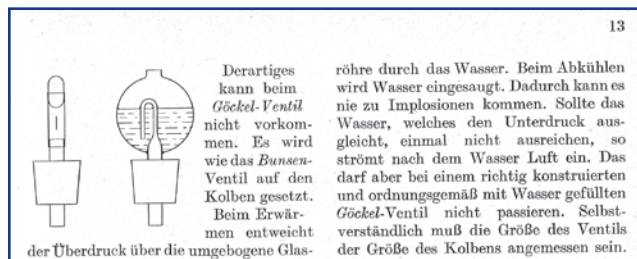 13
Derartiges
kann beim
Göckel-Ventil
nicht vorkom-
men. Es wird
wie das Bunsen-
Ventil auf den
Kolben gesetzt.
Beim Erwär-
men entweicht
der Überdruck über die umgebogene Glas-
röhre durch das Wasser. Beim Abkühlen
wird Wasser eingesaugt. Dadurch kann es
nie zu Implosionen kommen. Sollte das
Wasser, welches den Unterdruck aus-
gleicht, einmal nicht ausreichen, so
strömt nach dem Wasser Luft ein. Das
darf aber bei einem richtig konstruierten
und ordnungsgemäß mit Wasser gefüllten
Göckel-Ventil nicht passieren. Selbst-
verständlich muß die Größe des Ventils
der Größe des Kolbens angemessen sein.